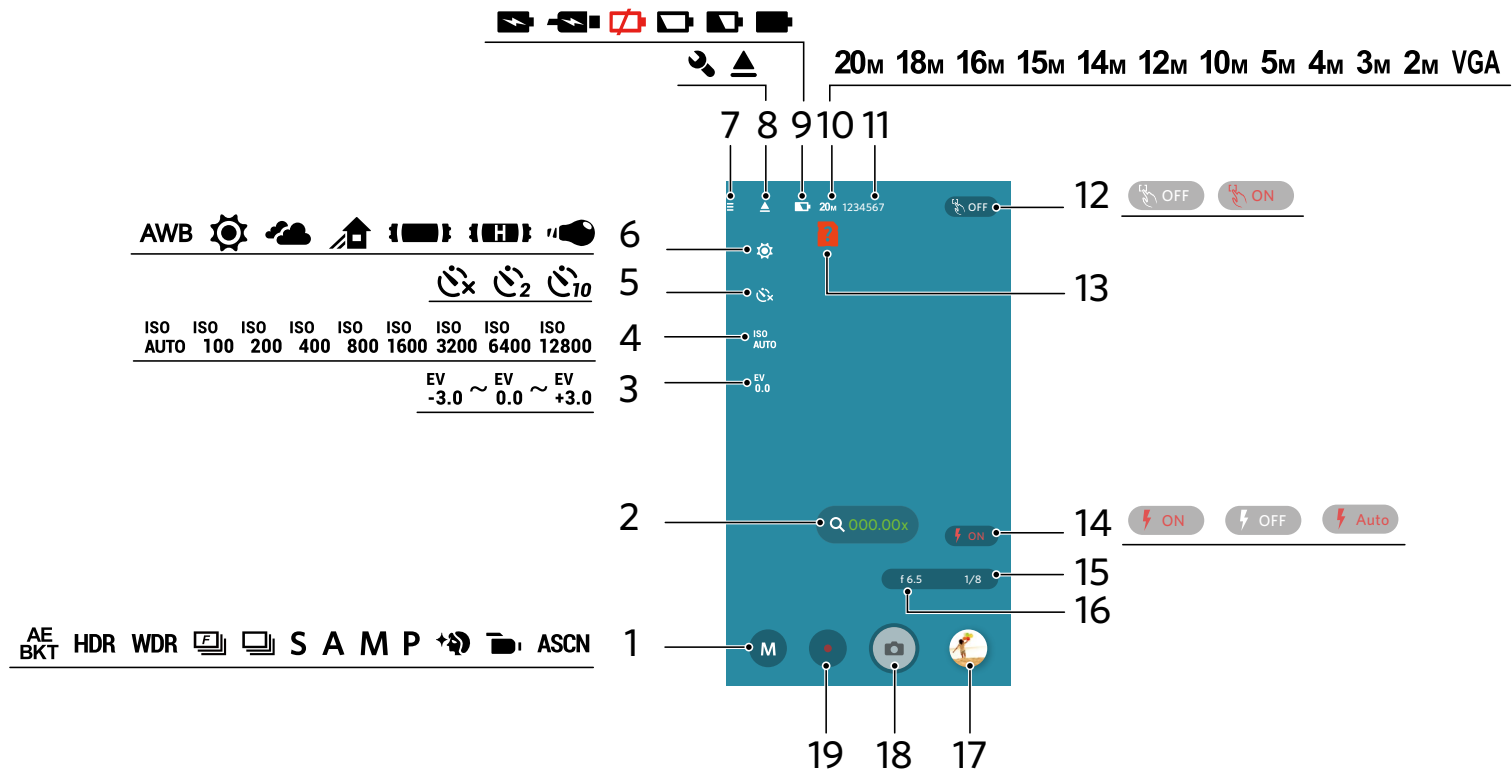 20M 18M 16M 15M 14M 12M 10M 5M 4M 3M 2M VGA
7 8 9 10 11
20M 1234567
OFF
12 OFF ON
AWB H 6
?
13
2 10 5
ISO AUTO ISO 100 ISO 200 ISO 400 ISO 800 ISO 1600 ISO 3200 ISO 6400 ISO 12800 4
ISO
AUTO
EV -3.0 ~ EV 0.0 ~ EV +3.0 3
EV
0.0
2
000.00x
ON
14 ON OFF Auto
f 6.5 1/8
15
16
AE BKT HDR WDR F S A M P ASCN 1
M
19 18 17